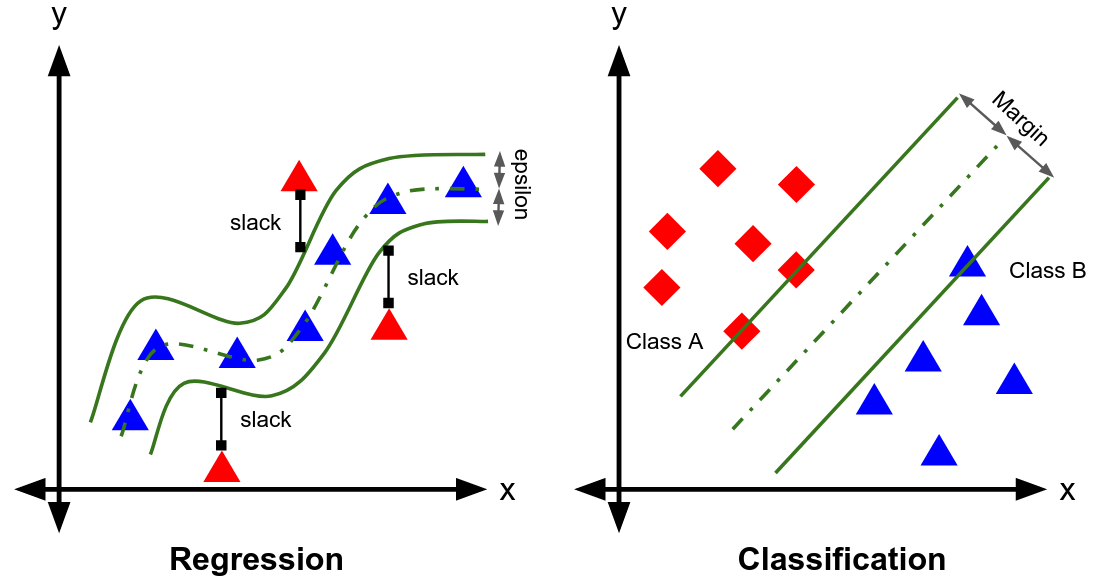 y
epsilon
slack
slack
slack
x
Regression
y
Margin
Class B
Class A
x
Classification